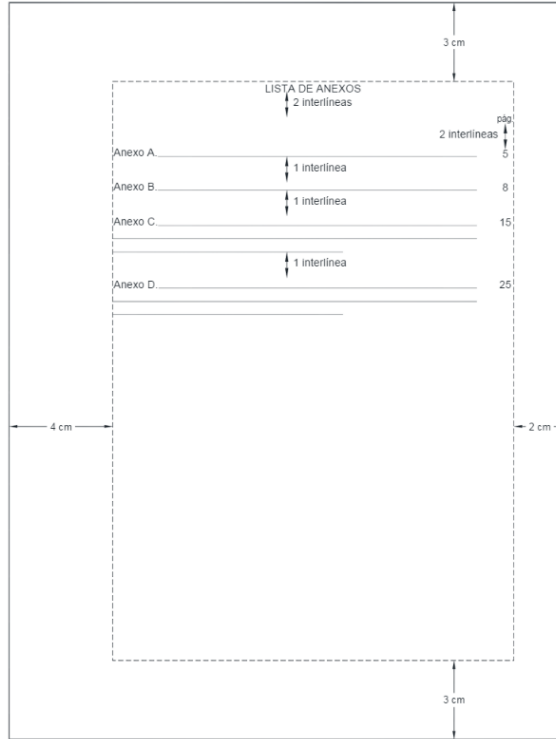 3 cm
LISTA DE ANEXOS
2 interlíneas
pág
2 interlíneas
Anexo A. 5
1 interlínea
Anexo B. 8
1 interlínea
Anexo C. 15
1 interlínea
Anexo D. 25
4 cm
2 cm
3 cm